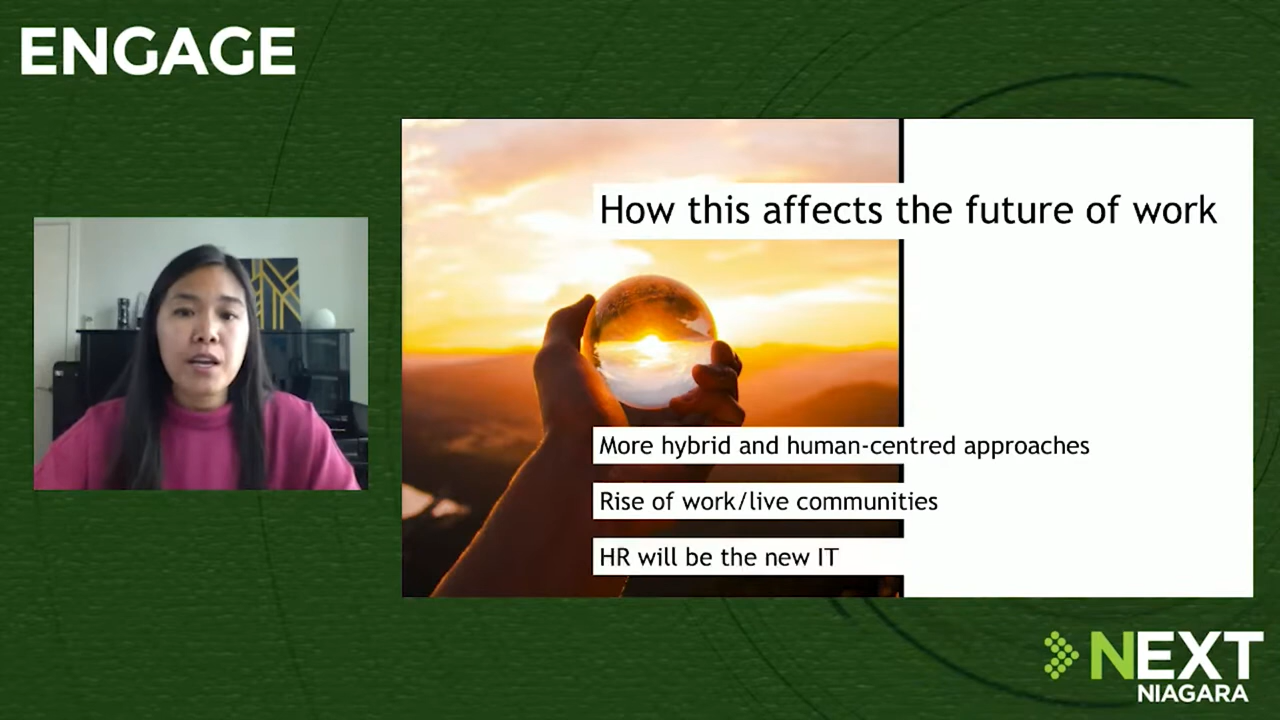 ENGAGE
How this affects the future of work
More hybrid and human-centred approaches
Rise of work/live communities
HR will be the new IT
NEXT
NIAGARA